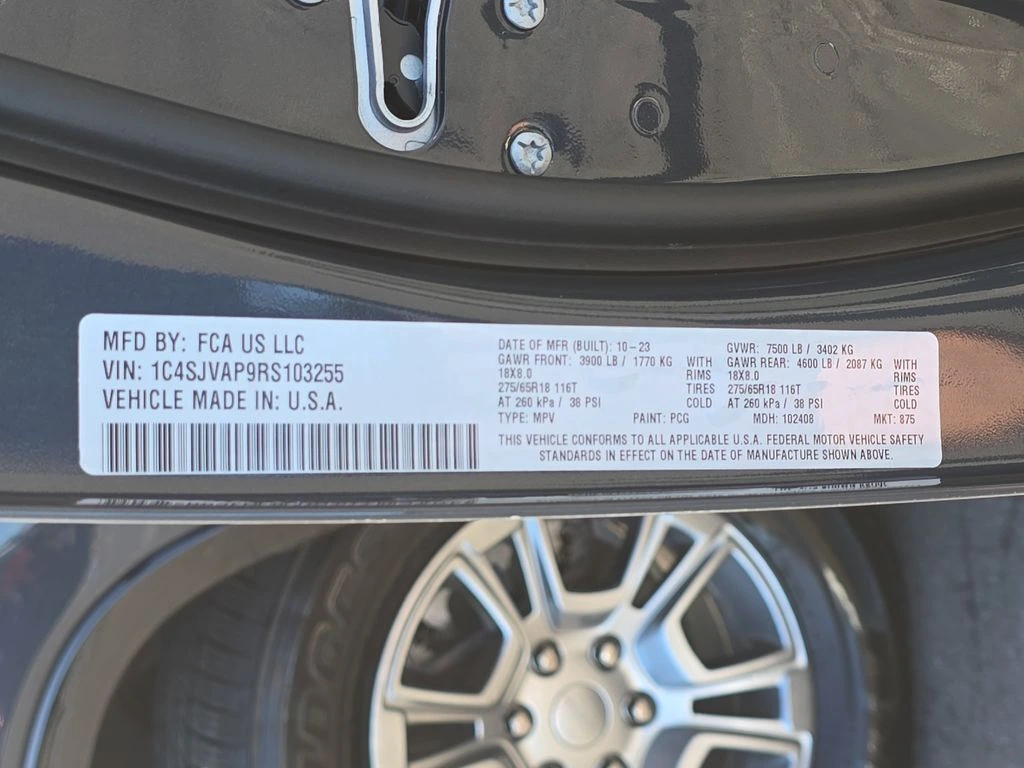 MFD BY: FCA US LLC
VIN: 1C4SJVAP9RS103255
VEHICLE MADE IN: U.S.A.
DATE OF MFR (BUILT): 10-23
GAWR FRONT: 3900 LB / 1770 KG WITH
18X8.0 RIMS
275/65R18 116T TIRES
AT 260 kPa / 38 PSI COLD
GVWR: 7500 LB / 3402 KG
GAWR REAR: 4600 LB / 2087 KG WITH
18X8.0 RIMS
275/65R18 116T TIRES
AT 260 kPa / 38 PSI COLD
TYPE: MPV PAINT: PCG MDH: 102408 MKT: 875
THIS VEHICLE CONFORMS TO ALL APPLICABLE U.S.A. FEDERAL MOTOR VEHICLE SAFETY
STANDARDS IN EFFECT ON THE DATE OF MANUFACTURE SHOWN ABOVE.